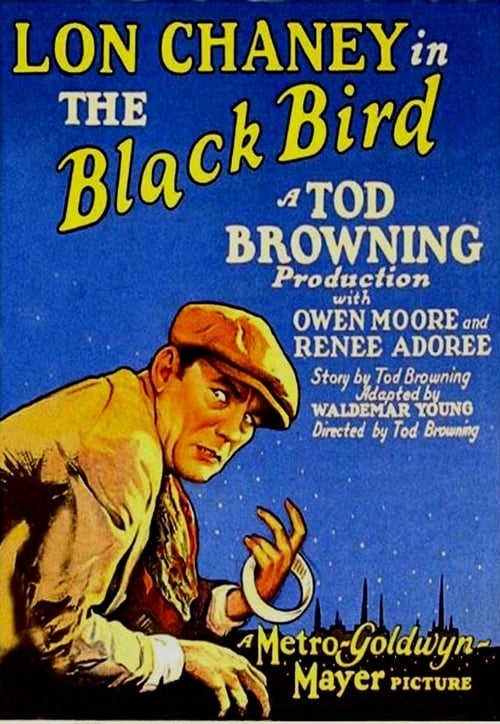 LON CHANEY in
THE
Black Bird
A TOD
BROWNING
Production
with
OWEN MOORE and
RENEE ADOREE
Story by Tod Browning
Adapted by
WALDEMAR YOUNG
Directed by Tod Browning
A Metro-Goldwyn-
Mayer PICTURE